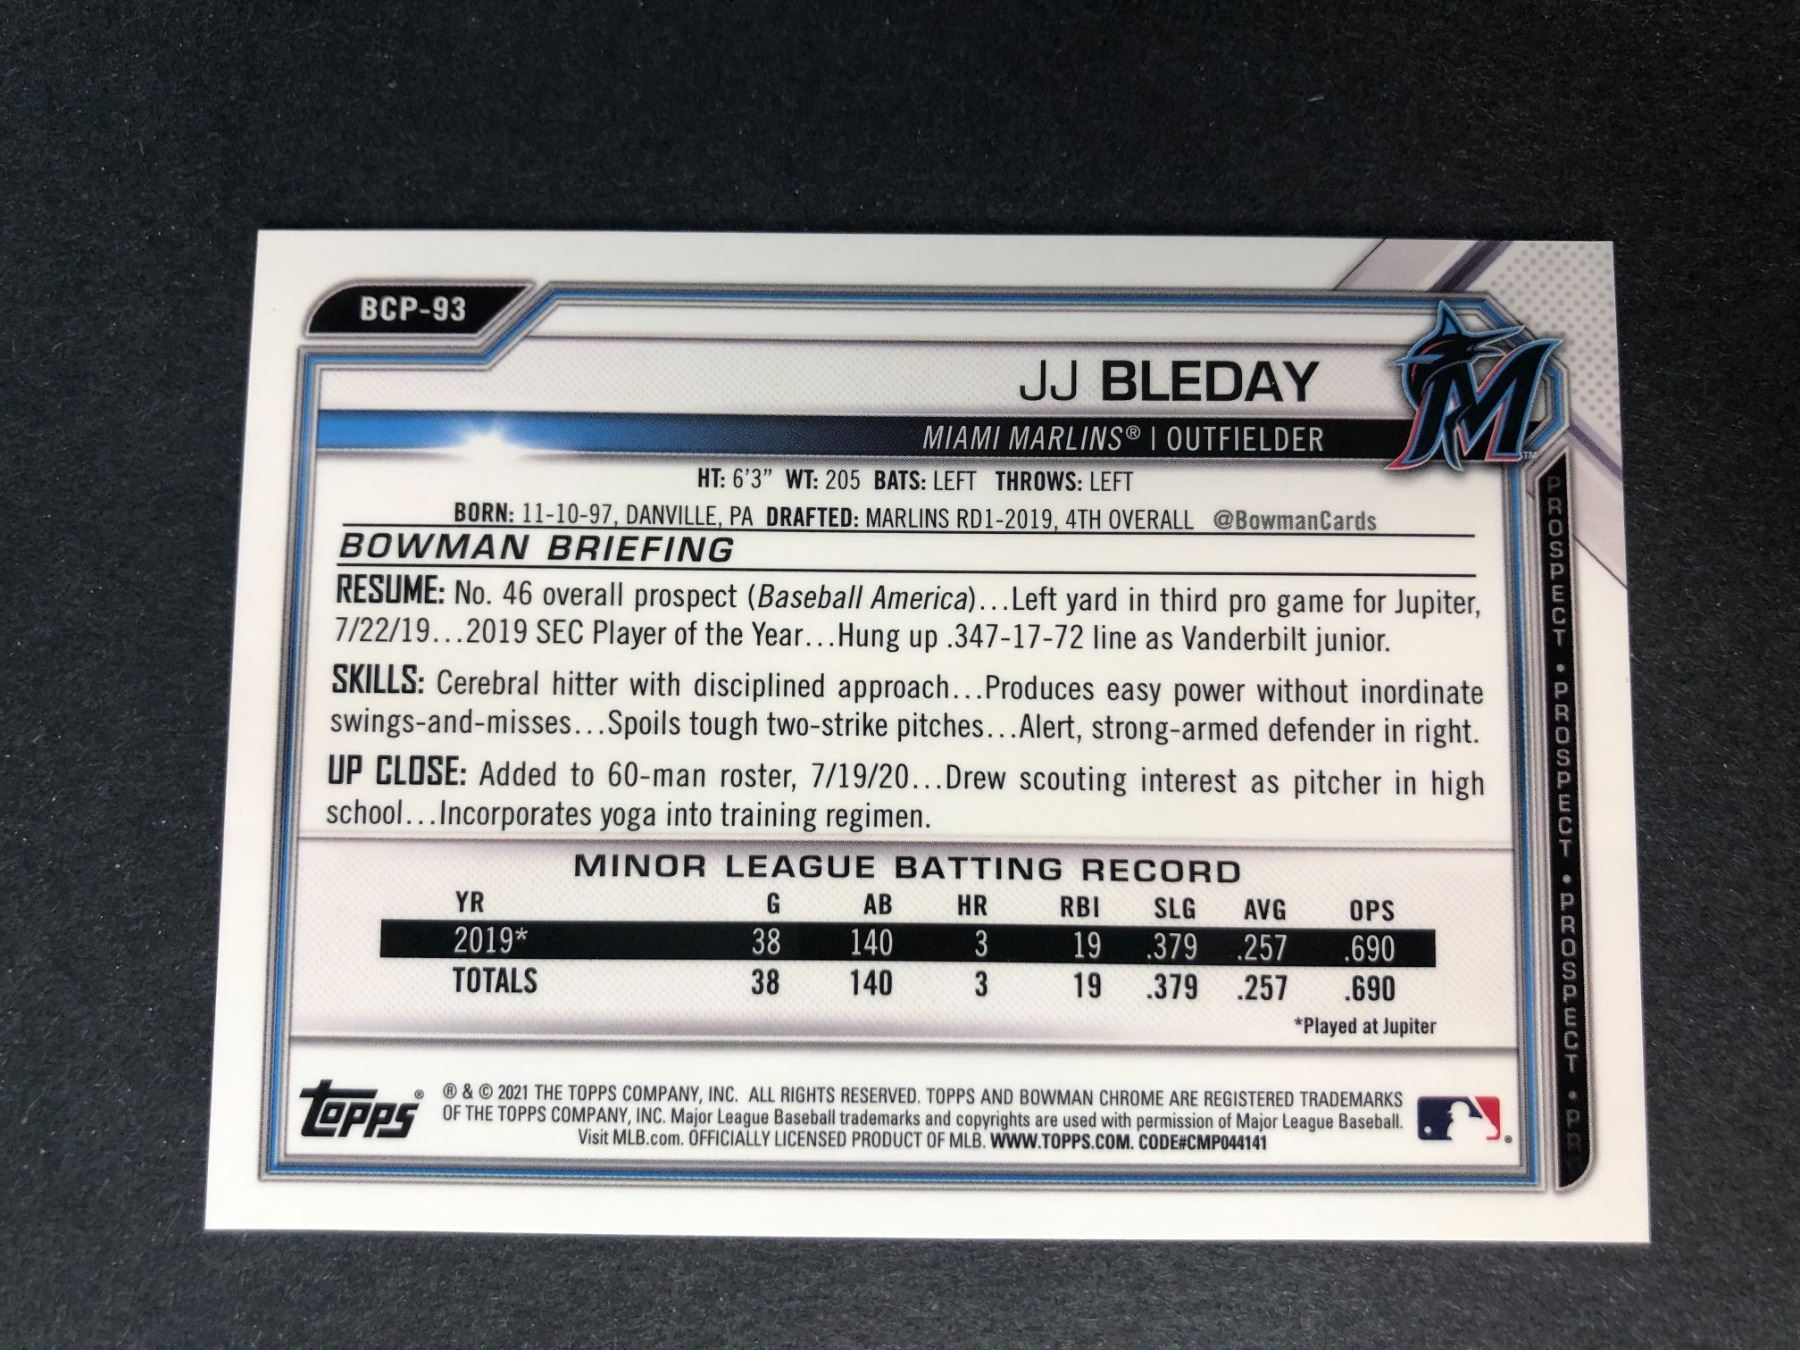 BCP-93
JJ BLEDAY
MIAMI MARLINS® | OUTFIELDER
HT: 6'3" WT: 205 BATS: LEFT THROWS: LEFT
BORN: 11-10-97, DANVILLE, PA DRAFTED: MARLINS RD1-2019, 4TH OVERALL @BowmanCards
BOWMAN BRIEFING
RESUME: No. 46 overall prospect (Baseball America)...Left yard in third pro game for Jupiter,
7/22/19...2019 SEC Player of the Year...Hung up .347-17-72 line as Vanderbilt junior.
SKILLS: Cerebral hitter with disciplined approach...Produces easy power without inordinate
swings-and-misses...Spoils tough two-strike pitches...Alert, strong-armed defender in right.
UP CLOSE: Added to 60-man roster, 7/19/20...Drew scouting interest as pitcher in high
school...Incorporates yoga into training regimen.
MINOR LEAGUE BATTING RECORD
YR G AB HR RBI SLG AVG OPS
2019* 38 140 3 19 .379 .257 .690
TOTALS 38 140 3 19 .379 .257 .690
*Played at Jupiter
topps®
® & © 2021 THE TOPPS COMPANY, INC. ALL RIGHTS RESERVED. TOPPS AND BOWMAN CHROME ARE REGISTERED TRADEMARKS
OF THE TOPPS COMPANY, INC. Major League Baseball trademarks and copyrights are used with permission of Major League Baseball.
Visit MLB.com. OFFICIALLY LICENSED PRODUCT OF MLB. WWW.TOPPS.COM. CODE#CMP044141
M™
PROSPECT • PROSPECT • PROSPECT • PR